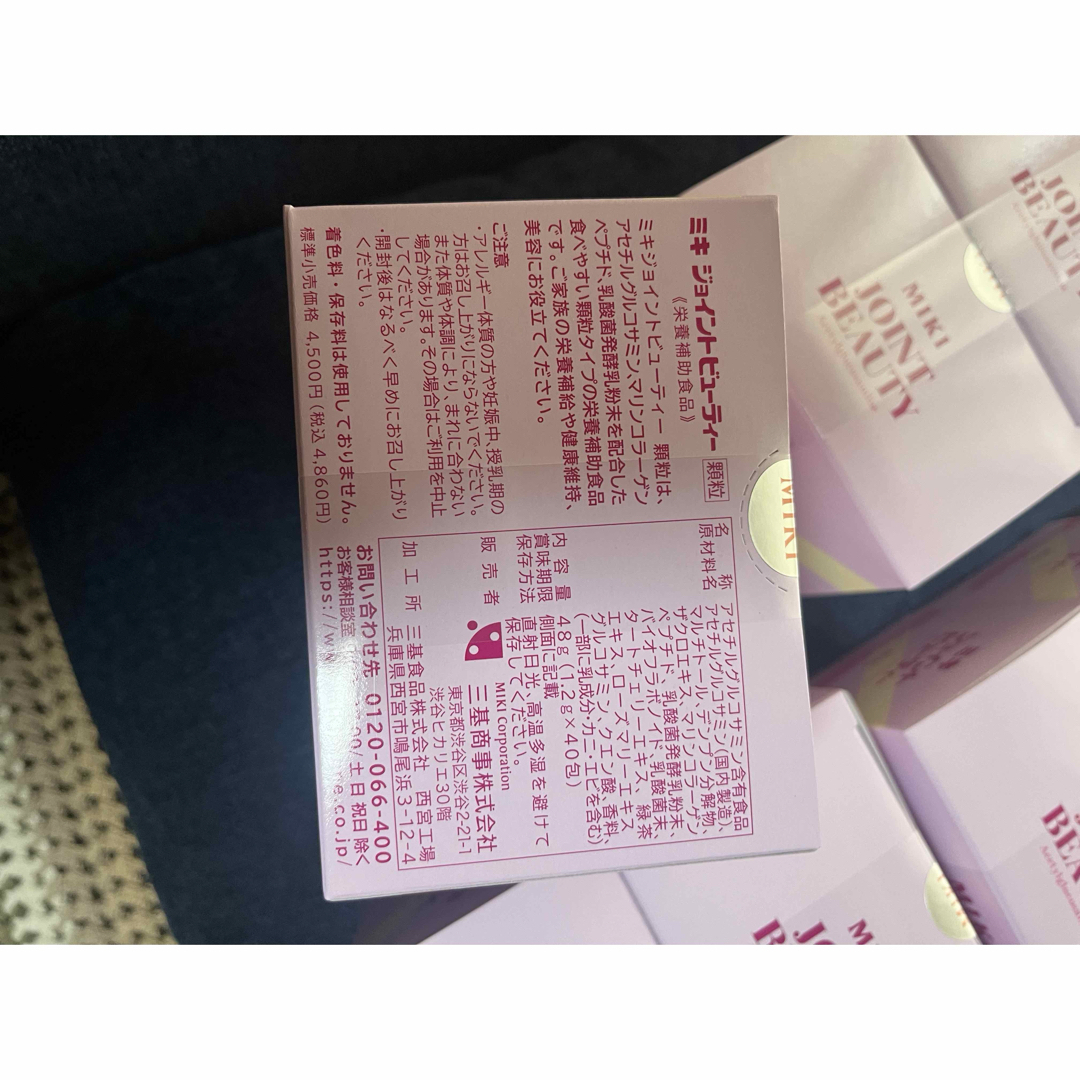 ミキ ジョイントビューティー 顆粒
《栄養補助食品》
ミキジョイントビューティー 顆粒は、
アセチルグルコサミン、マリンコラーゲン
ペプチド、乳酸菌発酵乳粉末を配合した
食べやすい顆粒タイプの栄養補助食品
です。ご家族の栄養補給や健康維持、
美容にお役立てください。
ご注意
・アレルギー体質の方や妊娠中、授乳期の
方はお召し上がりにならないでください。
また体質や体調により、まれに合わない
場合があります。その場合はご利用を中止
してください。
・開封後はなるべく早めにお召し上がり
ください。
着色料・保存料は使用しておりません。
標準小売価格 4,500円(税込 4,860円)
名称 アセチルグルコサミン含有食品
原材料名 アセチルグルコサミン(国内製造)、
マルチトール、デンプン分解物、
ザクロエキス、マリンコラーゲン
ペプチド、乳酸菌発酵乳粉末、
バイオフラボノイド、乳酸菌末、
タートチェリーエキス、緑茶
エキス、ローズマリーエキス
グルコサミン、クエン酸、香料、
(一部に乳成分・カニ・エビを含む)
内容量 48g(1.2g×40包)
賞味期限 側面に記載
保存方法 直射日光、高温多湿を避けて
保存してください。
販売者 MIKI Corporation
三基商事株式会社
東京都渋谷区渋谷2-21-1
渋谷ヒカリエ30階
加工所 三基食品株式会社 西宮工場
兵庫県西宮市鳴尾浜3-12-4
お問い合わせ先 0120-066-400
お客様相談室 土日祝日除く
https:// .co.jp/
MIKI
MIKI
JOINT
BEAUTY
JOINT
BEAUTY